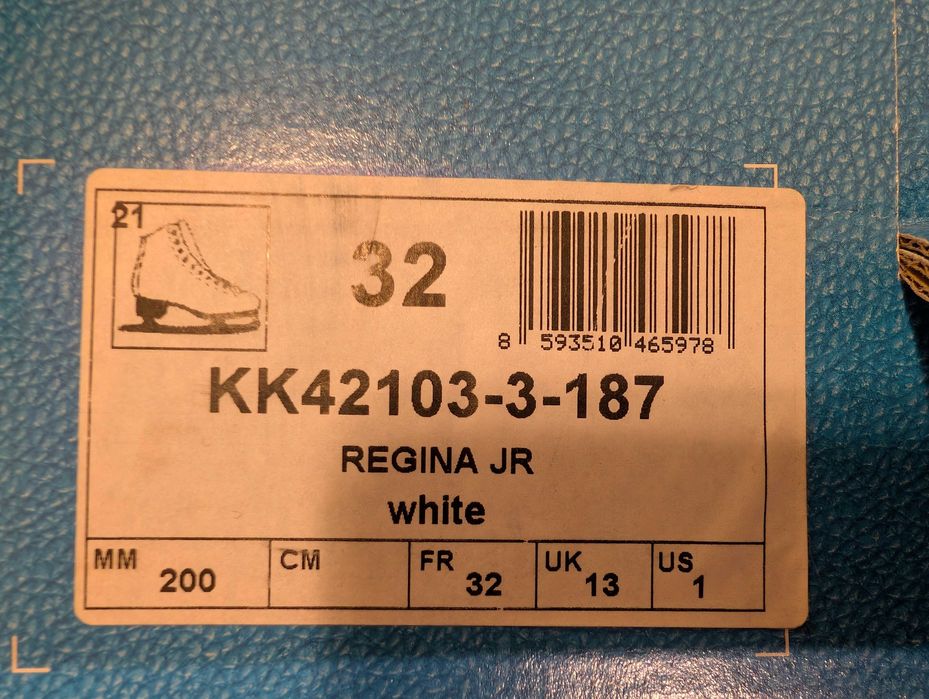 21
32
8 593510 465978
KK42103-3-187
REGINA JR
white
MM 200 CM FR 32 UK 13 US 1